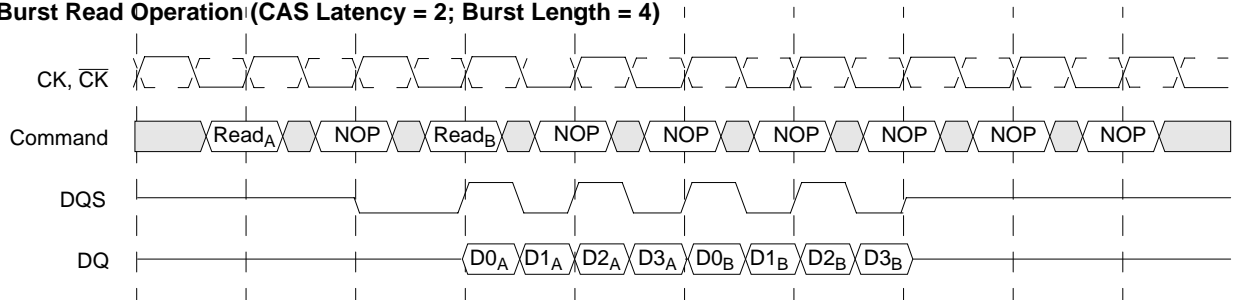 Burst Read Operation (CAS Latency = 2; Burst Length = 4)
CK, CK
Command ReadA NOP ReadB NOP NOP NOP NOP NOP NOP
DQS
DQ D0A D1A D2A D3A D0B D1B D2B D3B